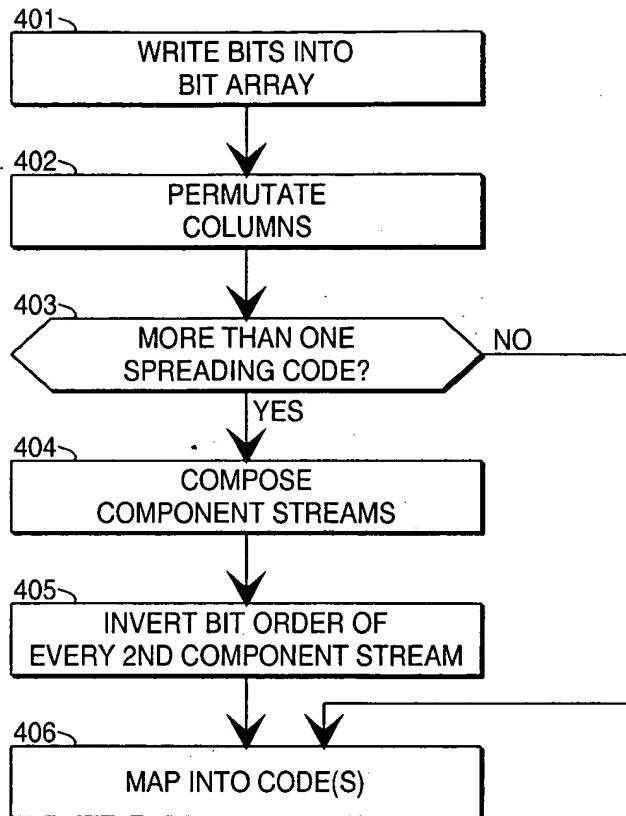 401
WRITE BITS INTO
BIT ARRAY
402
PERMUTATE
COLUMNS
403
MORE THAN ONE
SPREADING CODE?
NO
YES
404
COMPOSE
COMPONENT STREAMS
405
INVERT BIT ORDER OF
EVERY 2ND COMPONENT STREAM
406
MAP INTO CODE(S)